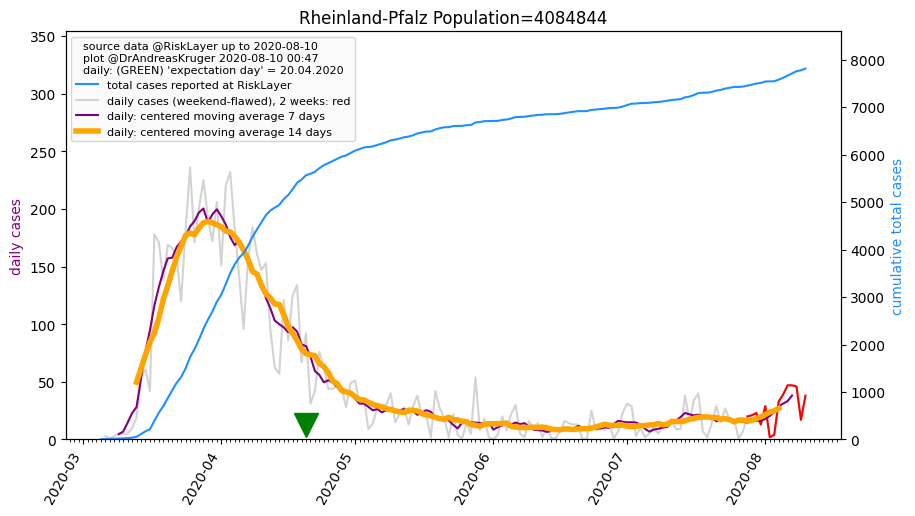 Rheinland-Pfalz Population=4084844
source data @RiskLayer up to 2020-08-10
plot @DrAndreasKruger 2020-08-10 00:47
daily: (GREEN) 'expectation day' = 20.04.2020
total cases reported at RiskLayer
daily cases (weekend-flawed), 2 weeks: red
daily: centered moving average 7 days
daily: centered moving average 14 days
daily cases
350
300
250
200
150
100
50
0
cumulative total cases
8000
7000
6000
5000
4000
3000
2000
1000
0
2020-03
2020-04
2020-05
2020-06
2020-07
2020-08